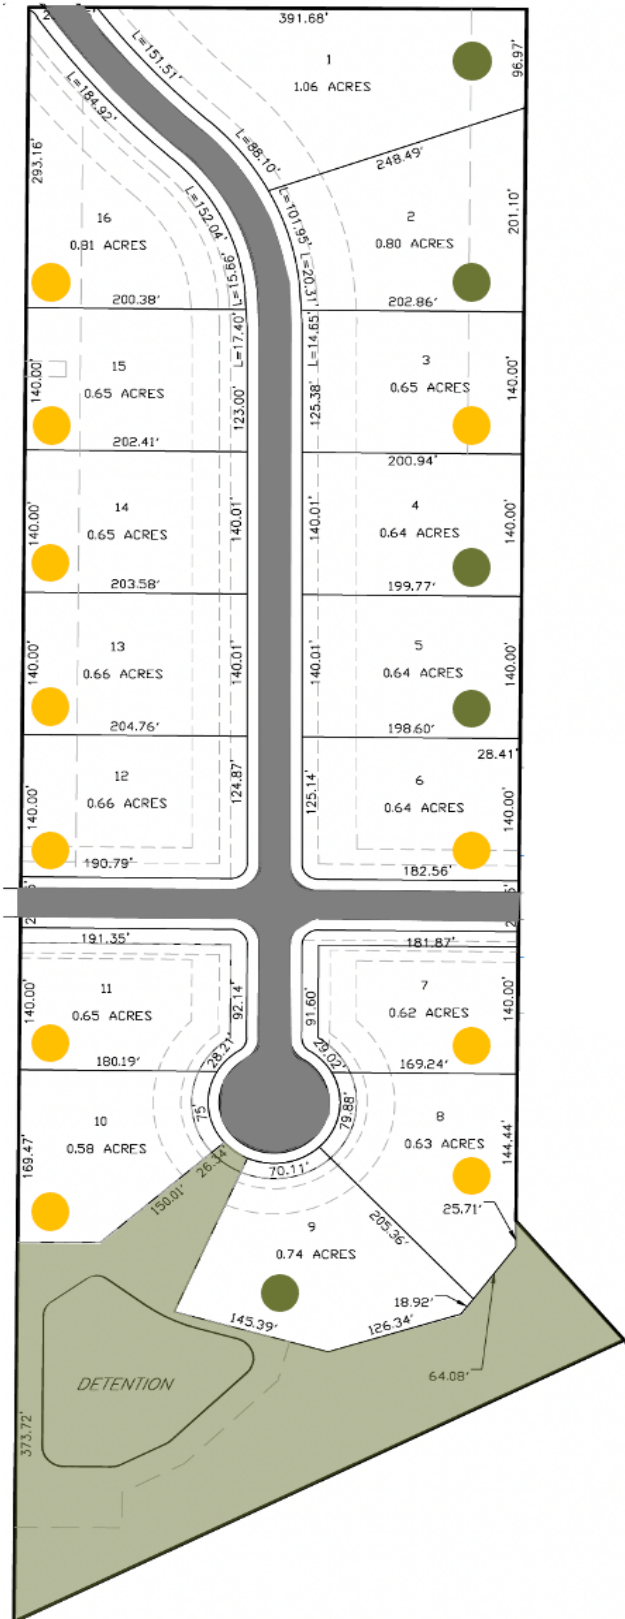 391.68'
L=151.51'
1
1.06 ACRES
96.97'
L=184.92'
L=88.10'
248.49'
293.16'
L=152.04'
L=101.95'
2
0.80 ACRES
201.10'
16
0.81 ACRES
L=15.66'
L=20.31'
200.38'
202.86'
L=17.40'
L=14.65'
15
0.65 ACRES
140.00'
123.00'
125.38'
3
0.65 ACRES
140.00'
202.41'
200.94'
14
0.65 ACRES
140.00'
140.01'
140.01'
4
0.64 ACRES
140.00'
203.58'
199.77'
13
0.66 ACRES
140.00'
140.01'
140.01'
5
0.64 ACRES
140.00'
204.76'
198.60'
28.41'
12
0.66 ACRES
140.00'
124.87'
125.14'
6
0.64 ACRES
140.00'
190.79'
182.56'
191.35'
181.87'
11
0.65 ACRES
140.00'
92.14'
91.60'
7
0.62 ACRES
140.00'
180.19'
28.21'
29.02'
169.24'
10
0.58 ACRES
169.47'
75'
79.88'
8
0.63 ACRES
144.44'
150.01'
26.34'
70.11'
205.36'
25.71'
9
0.74 ACRES
18.92'
145.39'
126.34'
64.08'
DETENTION
373.72'